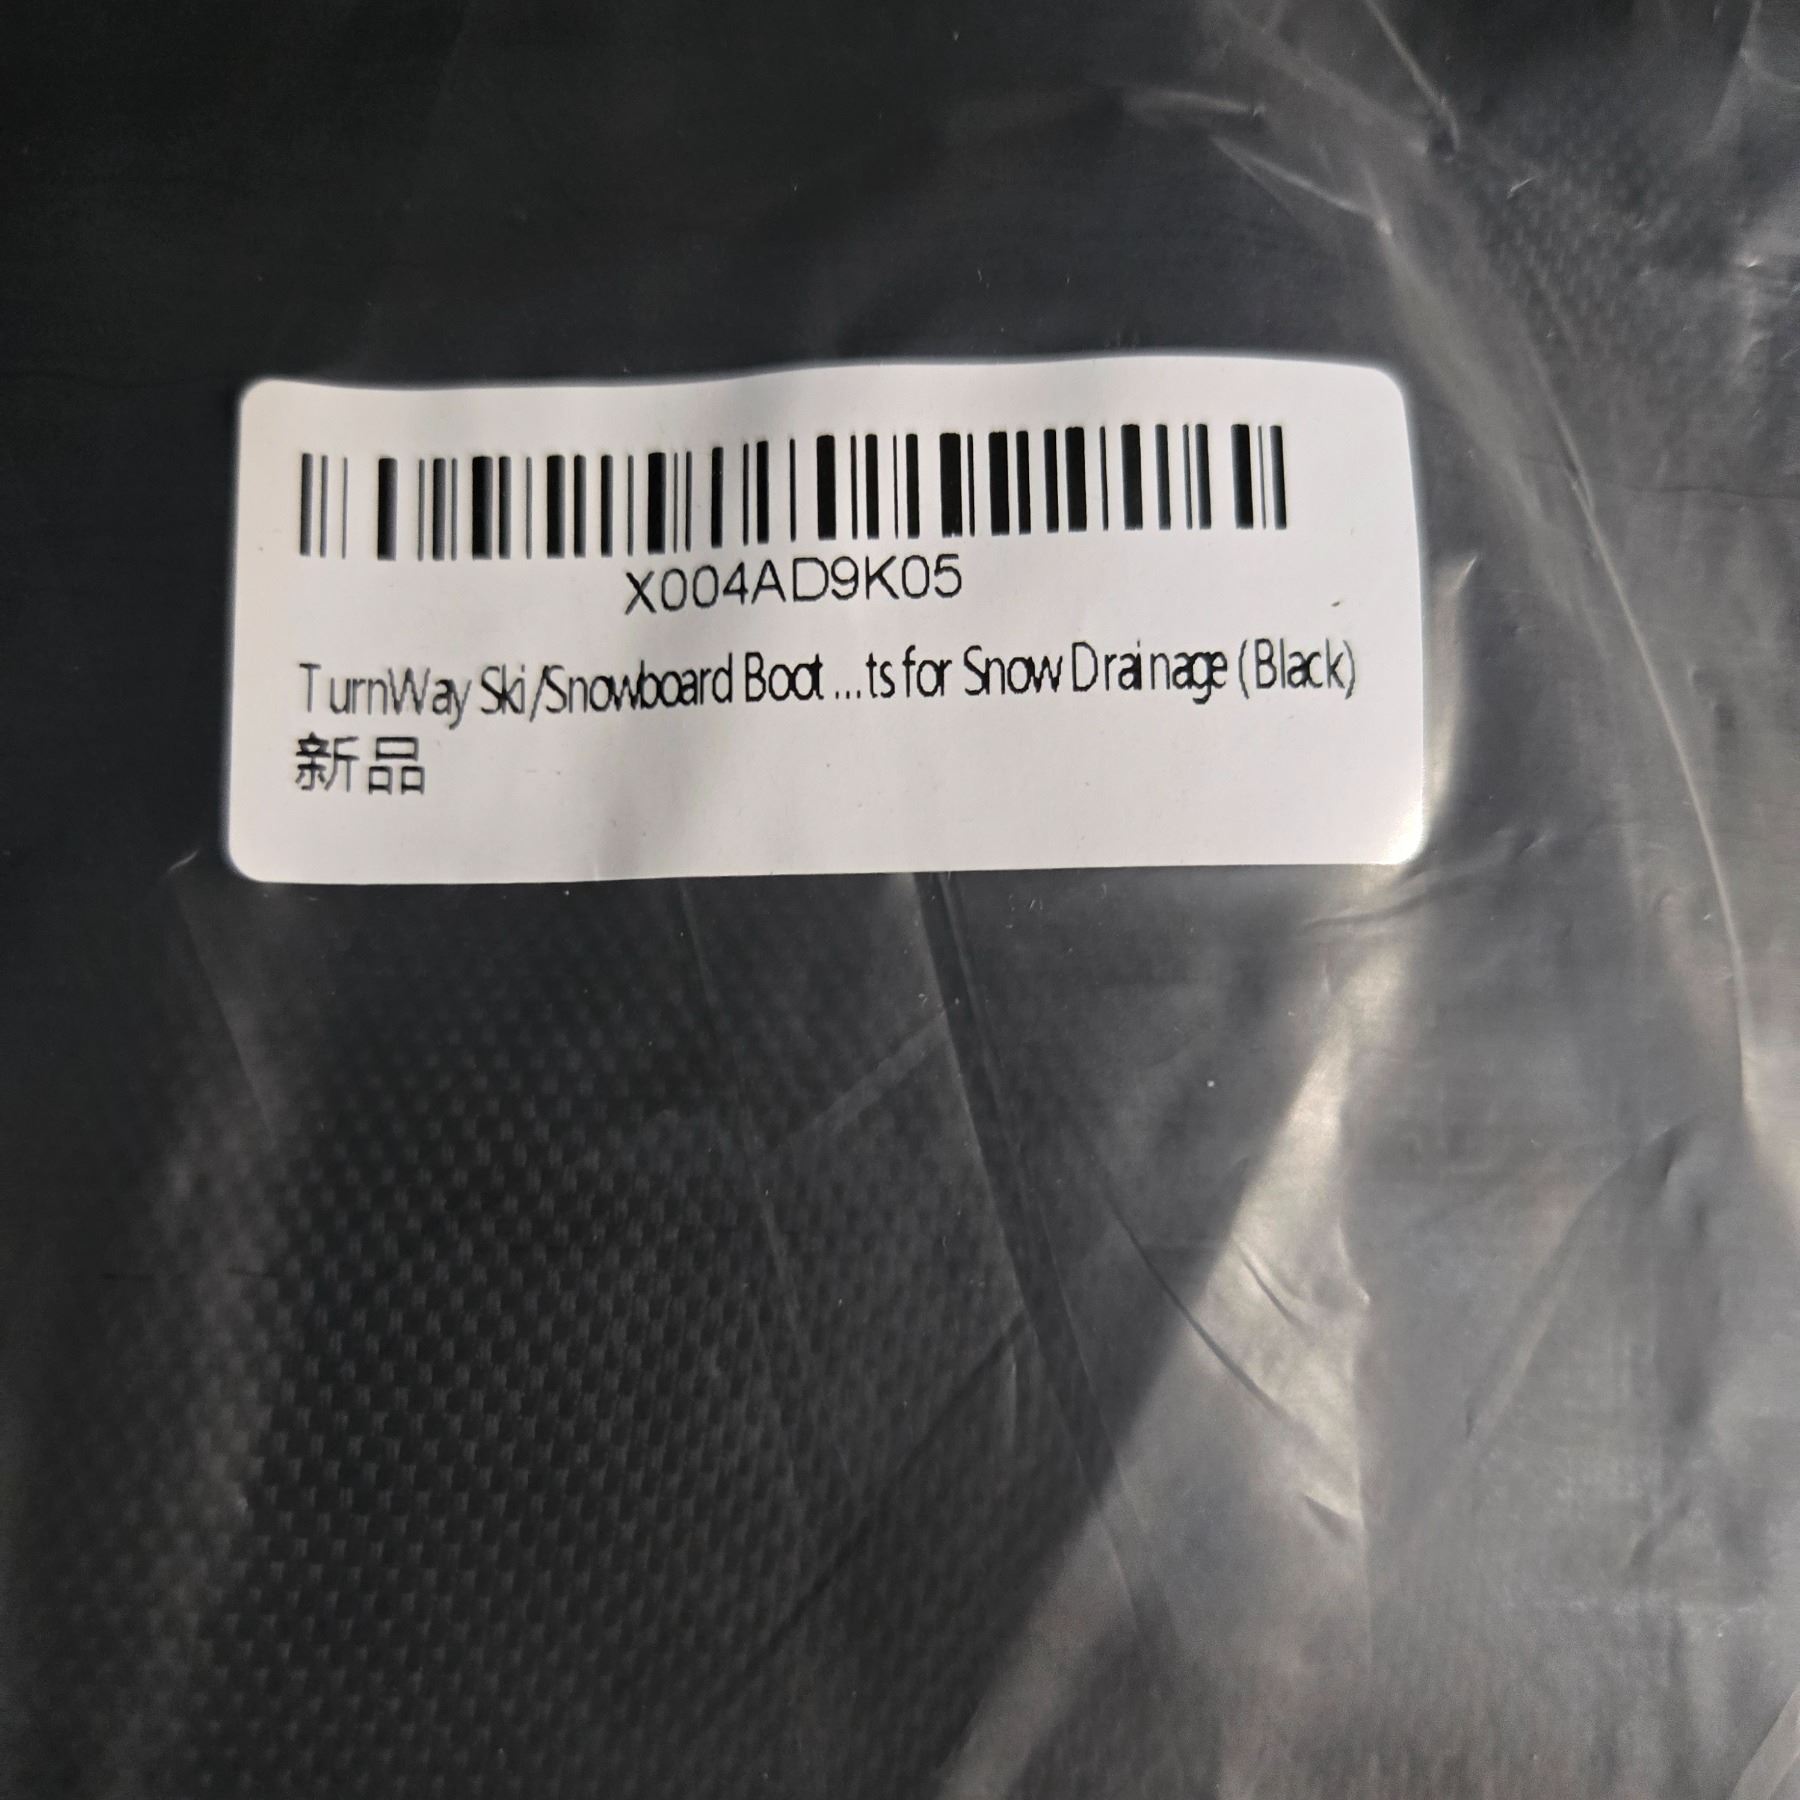 X004AD9K05
TurnWay Ski/Snowboard Boot ...ts for Snow Drainage (Black)
新品